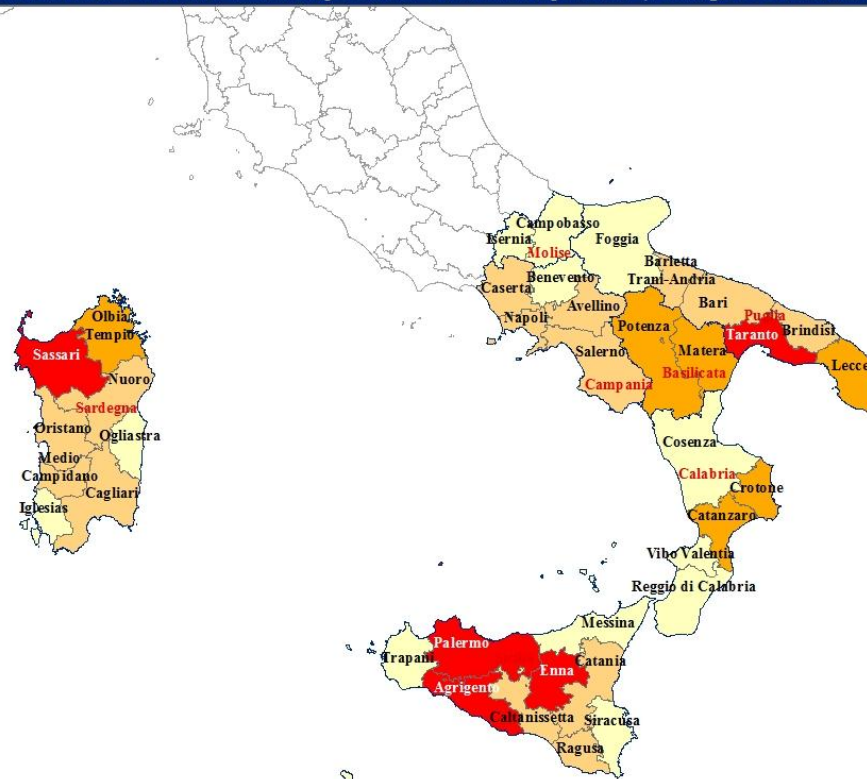 Campobasso
Isernia
Molise
Foggia
Barletta
Trani-Andria
Benevento
Caserta
Avellino
Bari
Napoli
Puglia
Potenza
Taranto
Brindisi
Salerno
Matera
Lecce
Campania
Basilicata
Olbia
Tempio
Sassari
Nuoro
Sardegna
Oristano
Ogliastra
Medio
Campidano
Cagliari
Iglesias
Cosenza
Calabria
Crotone
Catanzaro
Vibo Valentia
Reggio di Calabria
Messina
Palermo
Trapani
Enna
Catania
Agrigento
Caltanissetta
Siracusa
Ragusa